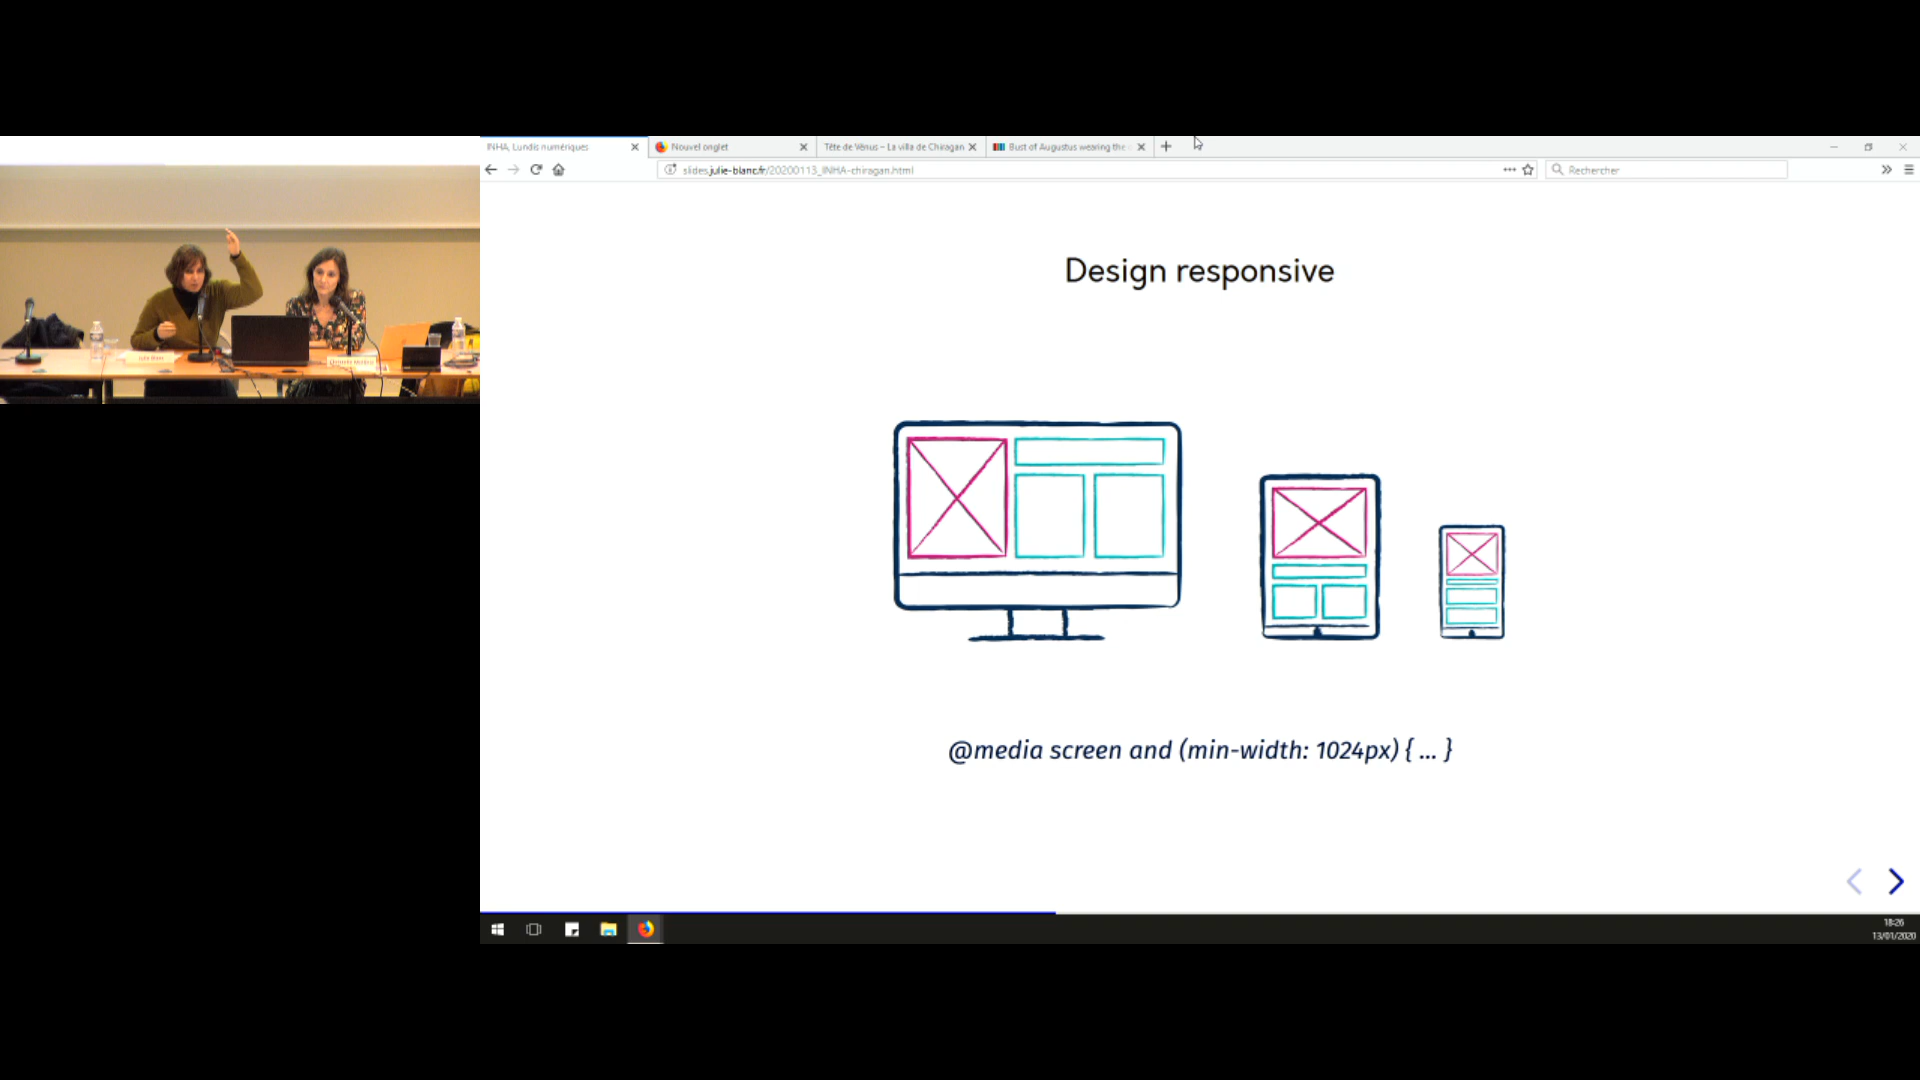 INHA, Lundis numériques
Nouvel onglet
Tête de Vénus – La villa de Chiragan
Bust of Augustus wearing the
slides.julie-blanc.fr/20200113_INHA-chiragan.html
Rechercher
Design responsive
@media screen and (min-width: 1024px) { ... }
18:26
13/01/2020